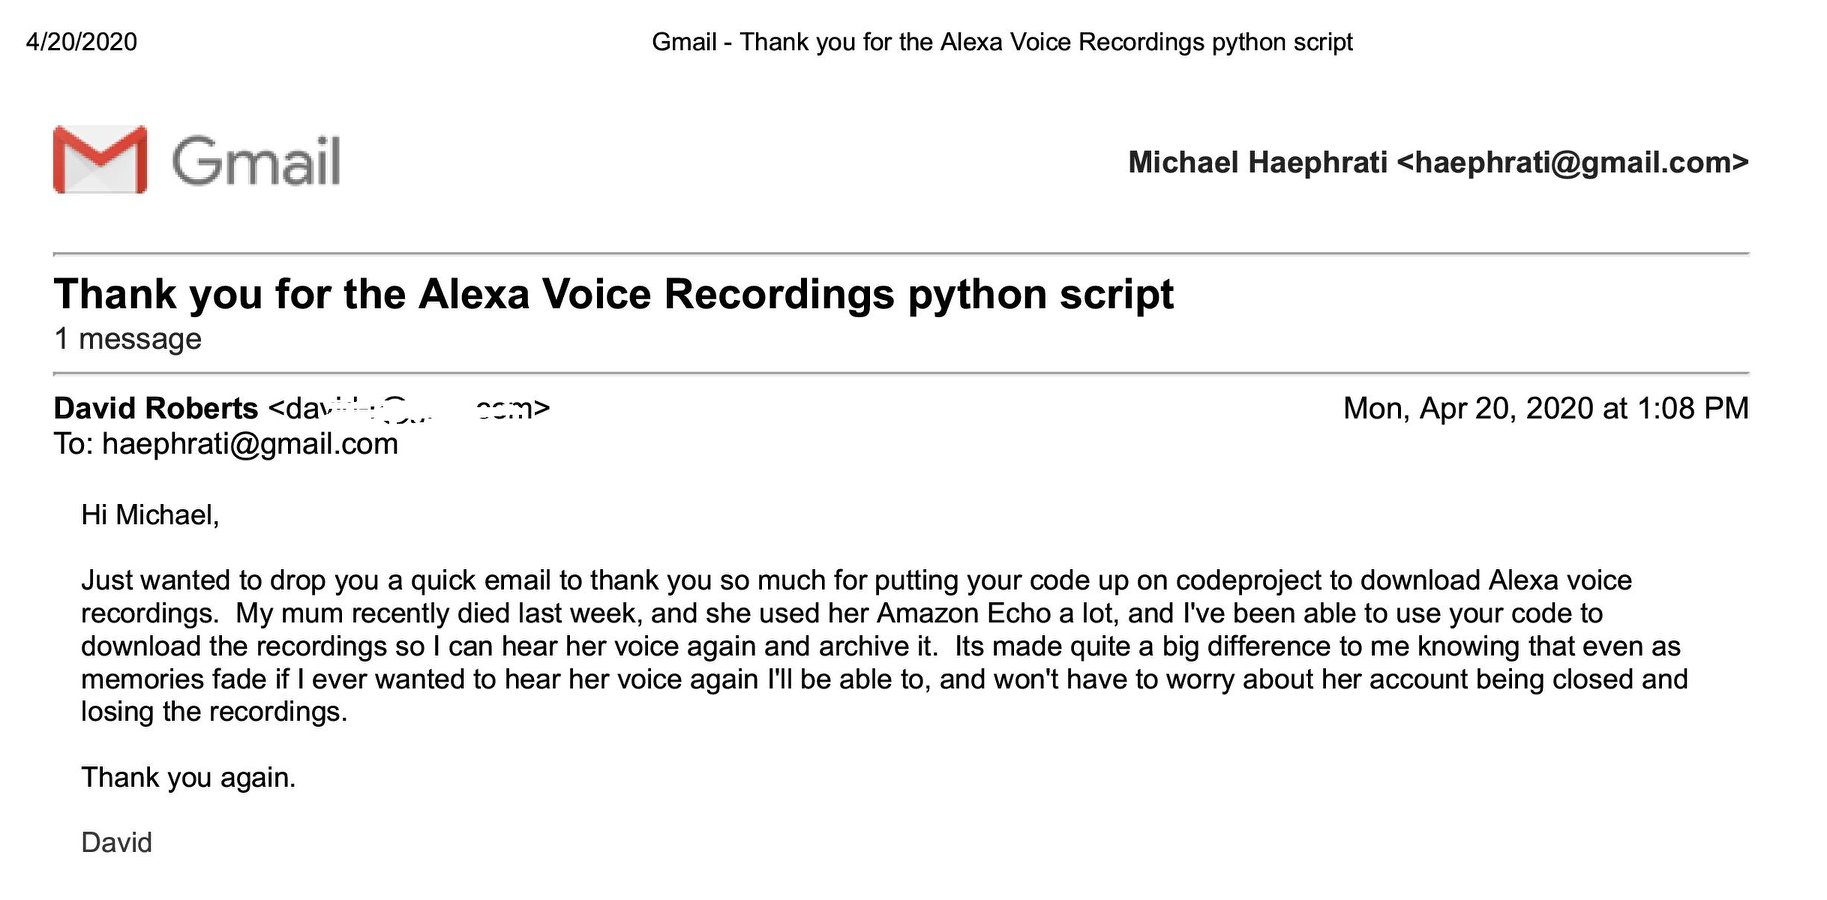 4/20/2020
Gmail - Thank you for the Alexa Voice Recordings python script
Gmail
Michael Haephrati <haephrati@gmail.com>
Thank you for the Alexa Voice Recordings python script
1 message
David Roberts
Mon, Apr 20, 2020 at 1:08 PM
To: haephrati@gmail.com
Hi Michael,
Just wanted to drop you a quick email to thank you so much for putting your code up on codeproject to download Alexa voice
recordings.  My mum recently died last week, and she used her Amazon Echo a lot, and I've been able to use your code to
download the recordings so I can hear her voice again and archive it.  Its made quite a big difference to me knowing that even as
memories fade if I ever wanted to hear her voice again I'll be able to, and won't have to worry about her account being closed and
losing the recordings.
Thank you again.
David